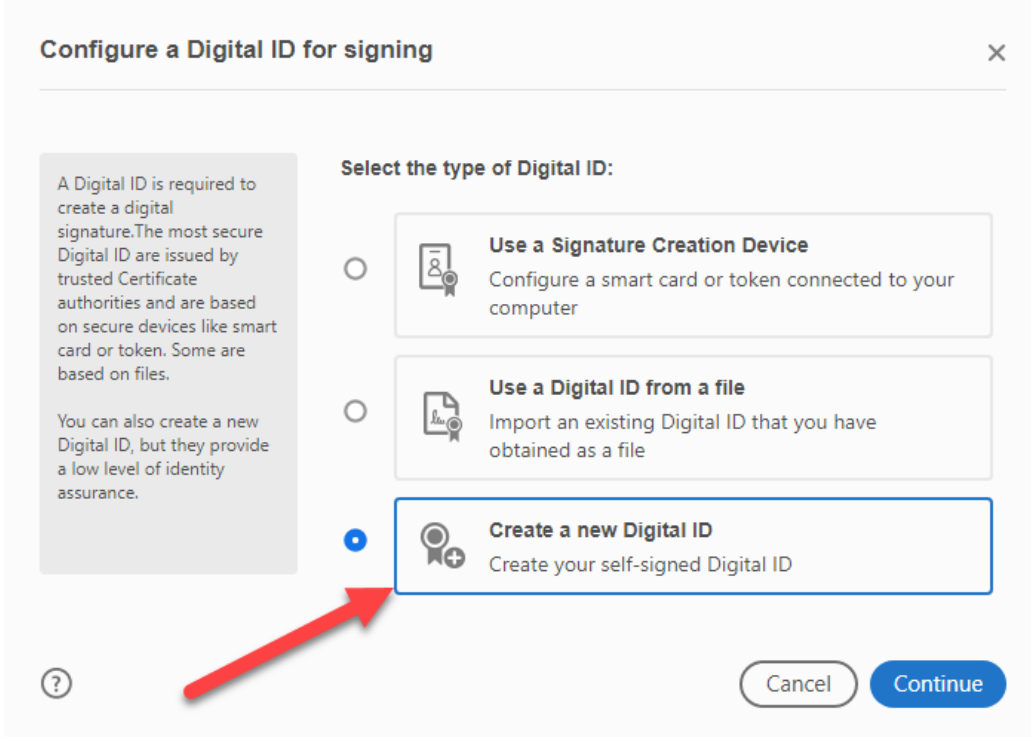 Configure a Digital ID for signing
A Digital ID is required to
create a digital
signature.The most secure
Digital ID are issued by
trusted Certificate
authorities and are based
on secure devices like smart
card or token. Some are
based on files.
You can also create a new
Digital ID, but they provide
a low level of identity
assurance.
Select the type of Digital ID:
Use a Signature Creation Device
Configure a smart card or token connected to your
computer
Use a Digital ID from a file
Import an existing Digital ID that you have
obtained as a file
Create a new Digital ID
Create your self-signed Digital ID
?
Cancel
Continue